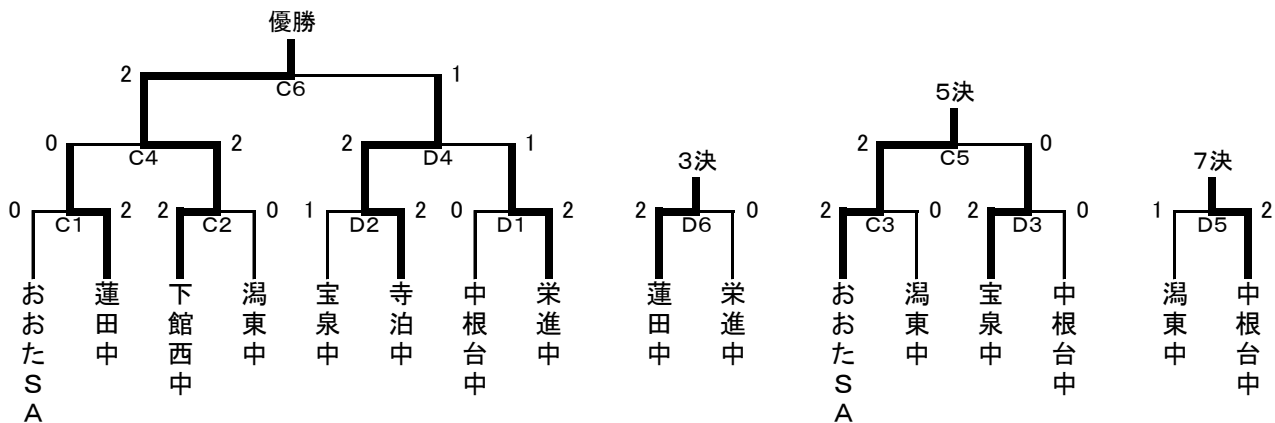 優勝
2 1
C6
5決
0 2 2 1
C4 D4
2 0
C5
3決
7決
0 2 2 0 1 2 0 2
C1 C2 D2 D1
2 0
D6
2 0 2 0
C3 D3
1 2
D5
おおたSA
蓮田中
下館西中
潟東中
宝泉中
寺泊中
中根台中
栄進中
蓮田中
栄進中
おおたSA
潟東中
宝泉中
中根台中
潟東中
中根台中